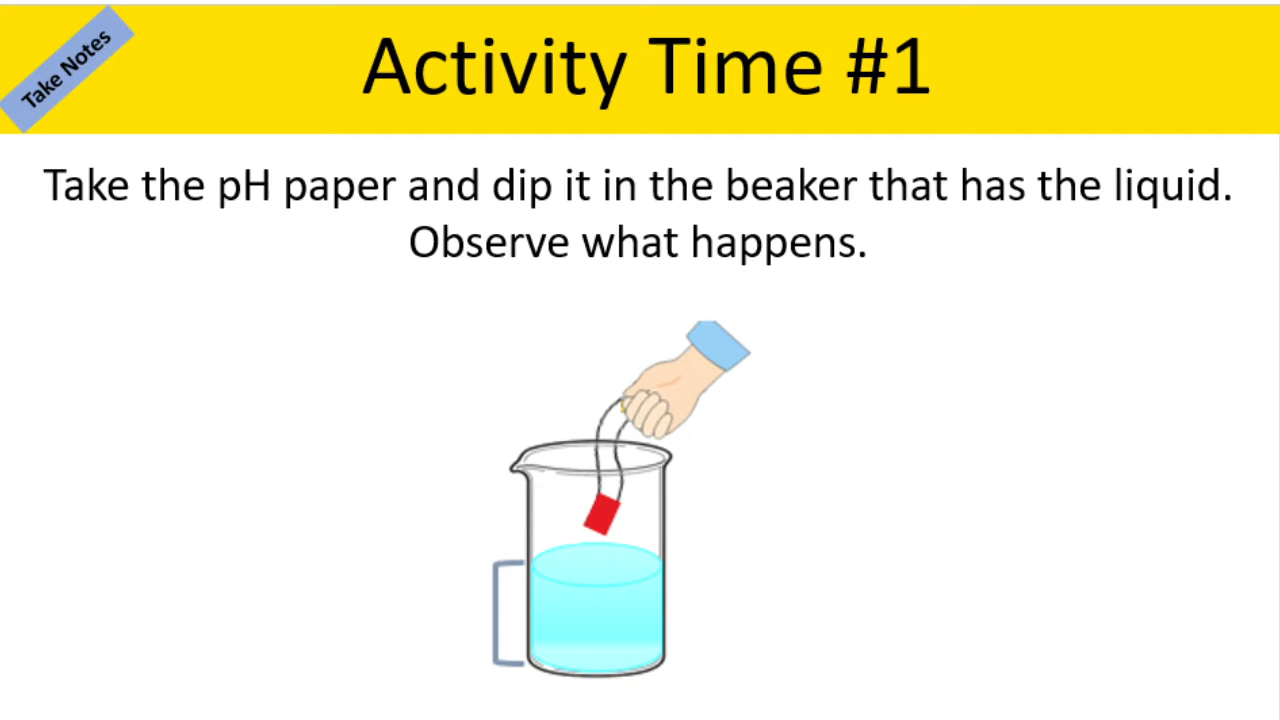 Take Notes
Activity Time #1
Take the pH paper and dip it in the beaker that has the liquid.
Observe what happens.